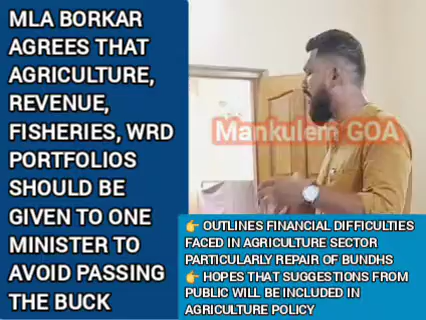 MLA BORKAR
AGREES THAT
AGRICULTURE,
REVENUE,
FISHERIES, WRD
PORTFOLIOS
SHOULD BE
GIVEN TO ONE
MINISTER TO
AVOID PASSING
THE BUCK
Mankulem GOA
👉 OUTLINES FINANCIAL DIFFICULTIES
FACED IN AGRICULTURE SECTOR
PARTICULARLY REPAIR OF BUNDHS
👉 HOPES THAT SUGGESTIONS FROM
PUBLIC WILL BE INCLUDED IN
AGRICULTURE POLICY